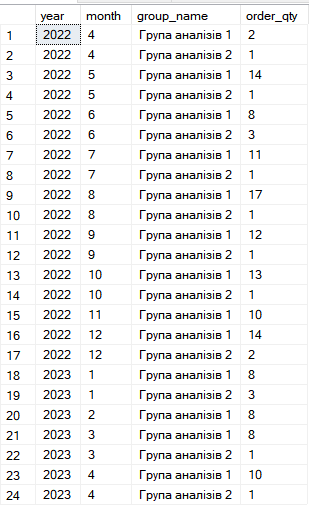 year month group_name order_qty
1 2022 4 Група аналізів 1 2
2 2022 4 Група аналізів 2 1
3 2022 5 Група аналізів 1 14
4 2022 5 Група аналізів 2 1
5 2022 6 Група аналізів 1 8
6 2022 6 Група аналізів 2 3
7 2022 7 Група аналізів 1 11
8 2022 7 Група аналізів 2 1
9 2022 8 Група аналізів 1 17
10 2022 8 Група аналізів 2 1
11 2022 9 Група аналізів 1 12
12 2022 9 Група аналізів 2 1
13 2022 10 Група аналізів 1 13
14 2022 10 Група аналізів 2 1
15 2022 11 Група аналізів 1 10
16 2022 12 Група аналізів 1 14
17 2022 12 Група аналізів 2 2
18 2023 1 Група аналізів 1 8
19 2023 1 Група аналізів 2 3
20 2023 2 Група аналізів 1 8
21 2023 3 Група аналізів 1 8
22 2023 3 Група аналізів 2 1
23 2023 4 Група аналізів 1 10
24 2023 4 Група аналізів 2 1